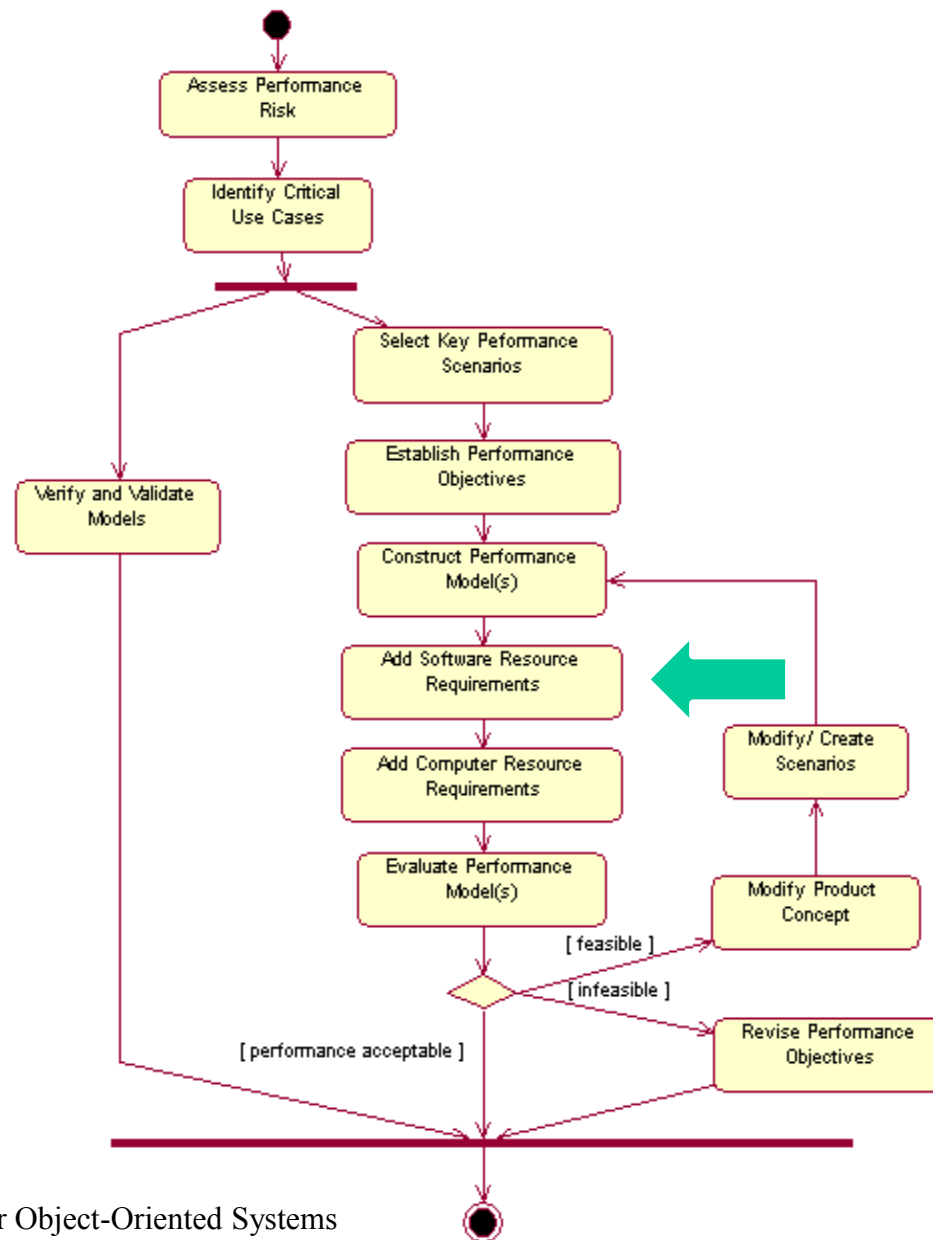 Assess Performance
Risk
Identify Critical
Use Cases
Select Key Peformance
Scenarios
Establish Performance
Objectives
Verify and Validate
Models
Construct Performance
Model(s)
Add Software Resource
Requirements
Modify/ Create
Scenarios
Add Computer Resource
Requirements
Evaluate Performance
Model(s)
Modify Product
Concept
[ feasible ]
[ infeasible ]
Revise Performance
Objectives
[ performance acceptable ]
r Object-Oriented Systems